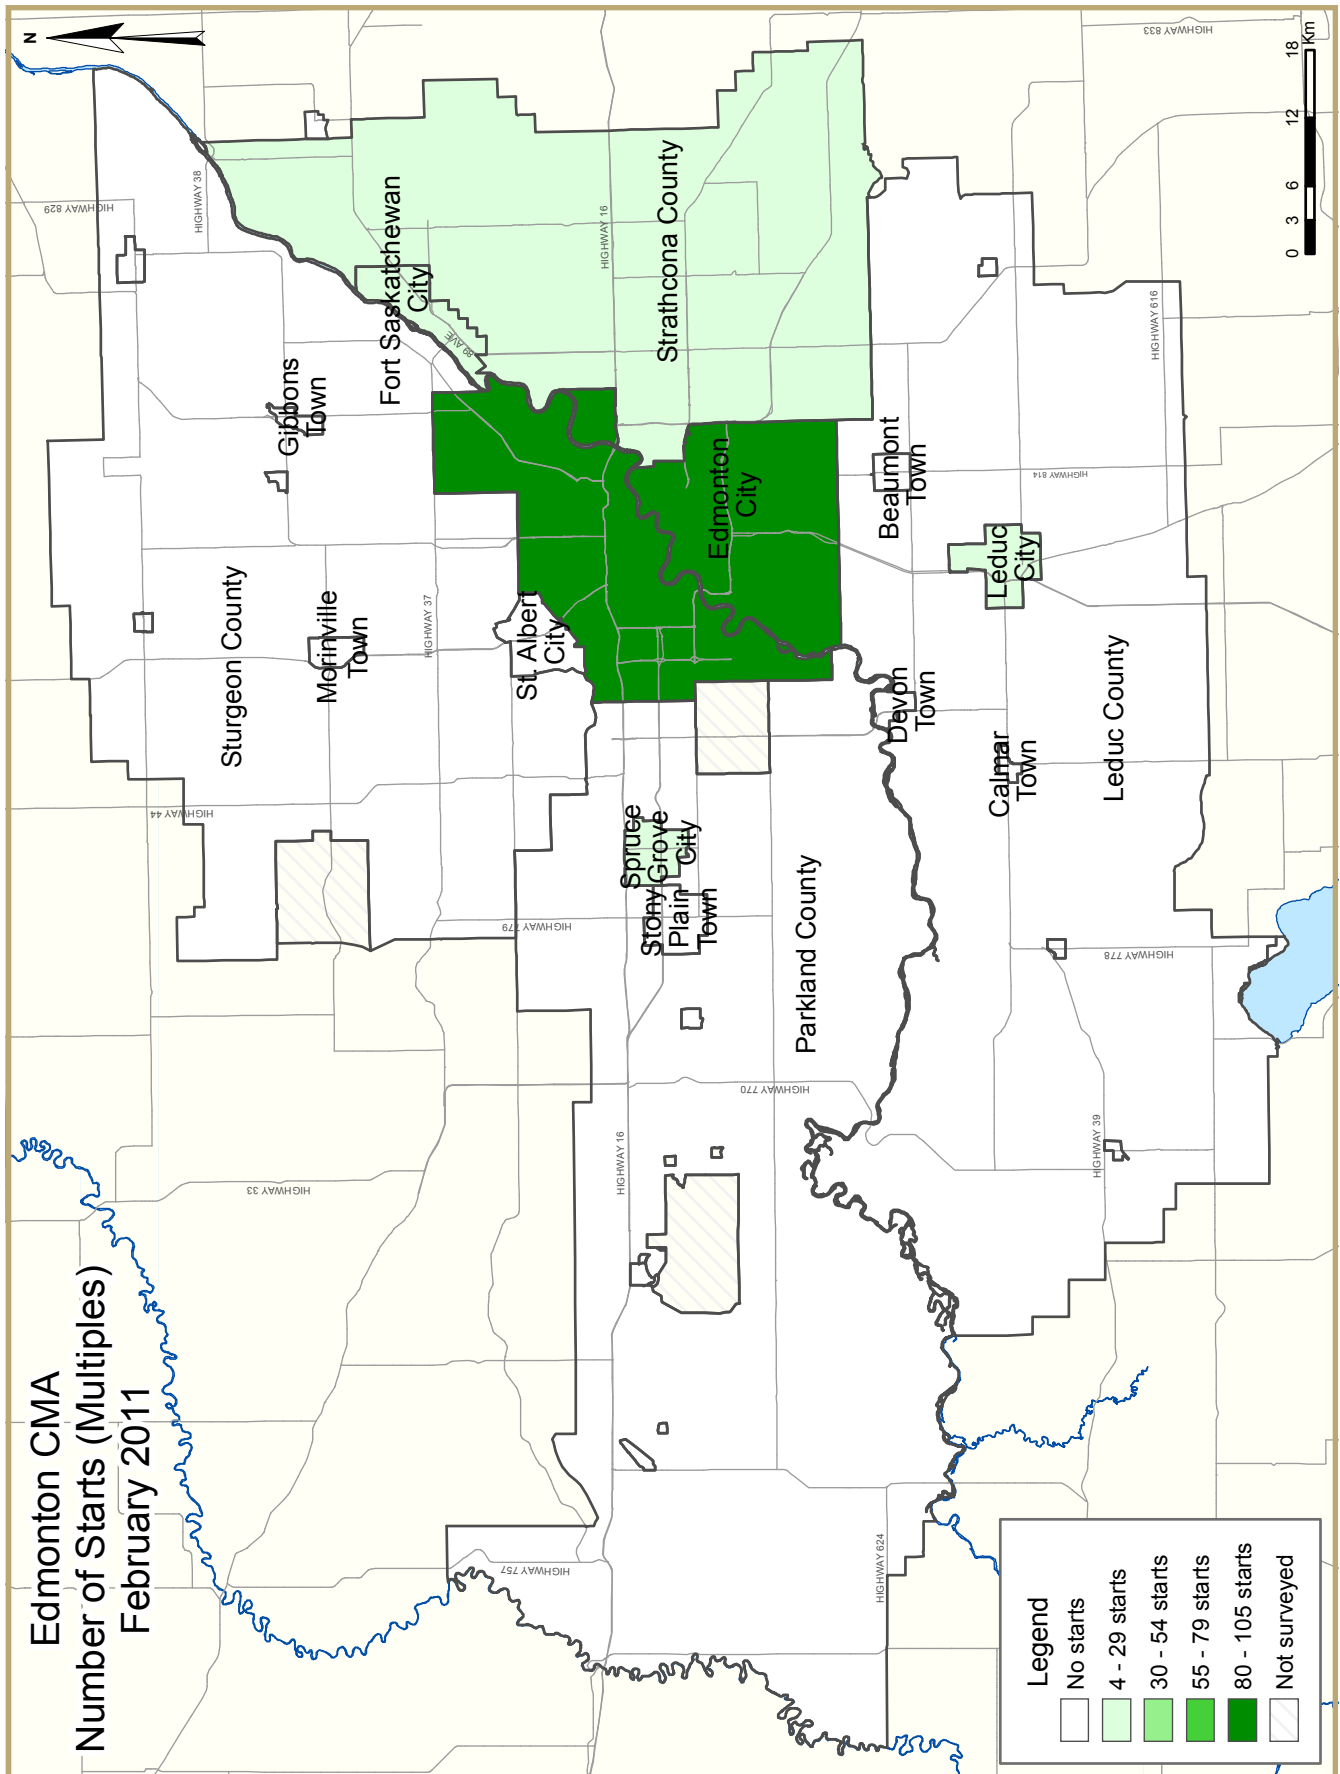 Edmonton CMA
Number of Starts (Multiples)
February 2011
N
HIGHWAY 829
HIGHWAY 38
HIGHWAY 833
HIGHWAY 44
HIGHWAY 37
HIGHWAY 779
HIGHWAY 33
HIGHWAY 757
HIGHWAY 16
HIGHWAY 16
HIGHWAY 770
HIGHWAY 624
HIGHWAY 39
HIGHWAY 778
HIGHWAY 814
HIGHWAY 616
89 AVE
Gibbons
Town
Fort Saskatchewan
City
Sturgeon County
Morinville
Town
St. Albert
City
Strathcona County
Edmonton
City
Spruce
Grove
City
Stony
Plain
Town
Parkland County
Beaumont
Town
Leduc
City
Devon
Town
Calmar
Town
Leduc County
Legend
No starts
4 - 29 starts
30 - 54 starts
55 - 79 starts
80 - 105 starts
Not surveyed
0 3 6 12 18
Km